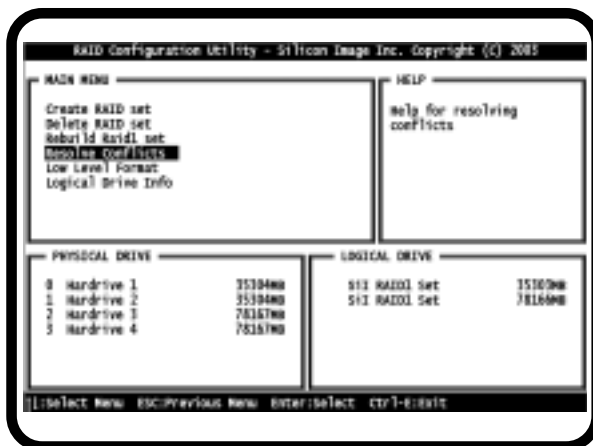 RAID Configuration Utility - Silicon Image Inc. Copyright (C) 2003
MAIN MENU
Create RAID set
Delete RAID set
Rebuild Raid1 set
Resolve Conflicts
Low Level Format
Logical Drive Info
HELP
Help for resolving
conflicts
PHYSICAL DRIVE
0 Hardrive 1 35304MB
1 Hardrive 2 35304MB
2 Hardrive 3 78167MB
3 Hardrive 4 78167MB
LOGICAL DRIVE
SiI RAID1 Set 35303MB
SiI RAID1 Set 78166MB
↑↓:Select Menu ESC:Previous Menu Enter:Select Ctrl-E:Exit